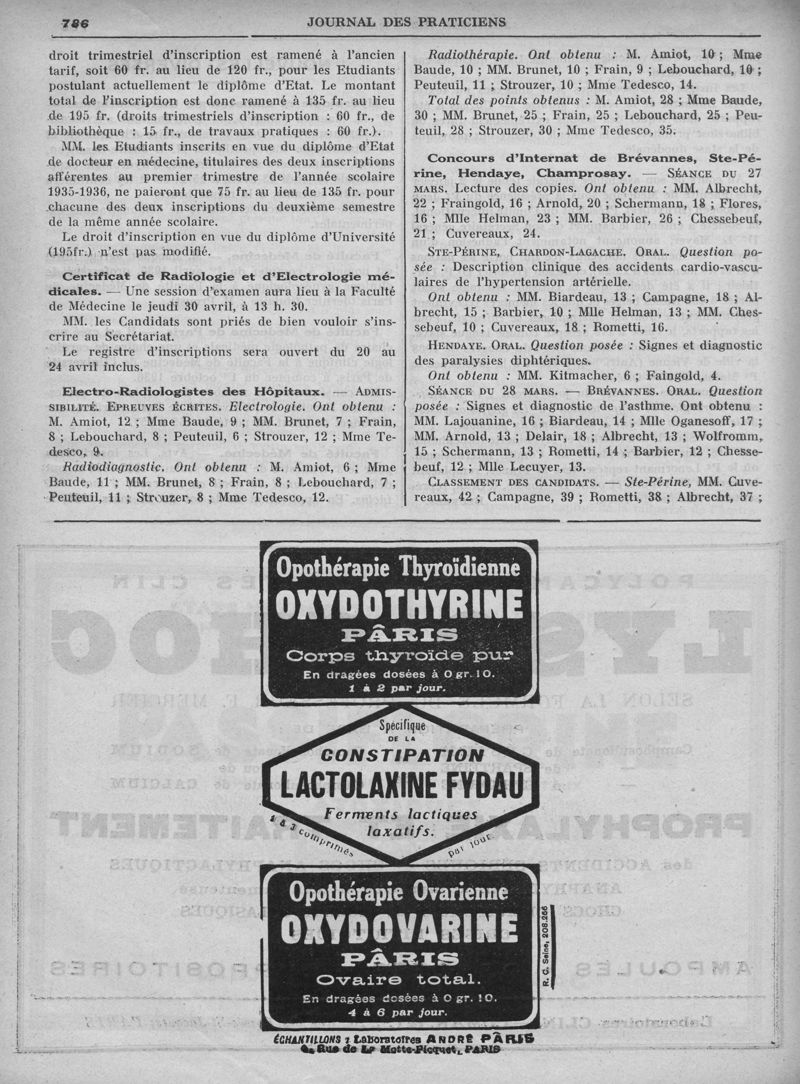 786
JOURNAL DES PRATICIENS
droit trimestriel d'inscription est ramené à l'ancien
tarif, soit 60 fr. au lieu de 120 fr., pour les Etudiants
postulant actuellement le diplôme d'Etat. Le montant
total de l'inscription est donc ramené à 135 fr. au lieu
de 195 fr. (droits trimestriels d'inscription : 60 fr., de
bibliothèque : 15 fr., de travaux pratiques : 60 fr.).
MM. les Etudiants inscrits en vue du diplôme d'Etat
de docteur en médecine, titulaires des deux inscriptions
afférentes au premier trimestre de l'année scolaire
1935-1936, ne paieront que 75 fr. au lieu de 135 fr. pour
chacune des deux inscriptions du deuxième semestre
de la même année scolaire.
Le droit d'inscription en vue du diplôme d'Université
(195fr.) n'est pas modifié.
Certificat de Radiologie et d'Electrologie mé-
dicales. — Une session d'examen aura lieu à la Faculté
de Médecine le jeudi 30 avril, à 13 h. 30.
MM. les Candidats sont priés de bien vouloir s'ins-
crire au Secrétariat.
Le registre d'inscriptions sera ouvert du 20 au
24 avril inclus.
Electro-Radiologistes des Hôpitaux. — ADMIS-
SIBILITÉ. EPREUVES ÉCRITES. Electrologie. Ont obtenu :
M. Amiot, 12 ; Mme Baude, 9 ; MM. Brunet, 7 ; Frain,
8 ; Lebouchard, 8 ; Peuteuil, 6 ; Strouzer, 12 ; Mme Te-
desco, 9.
Radiodiagnostic. Ont obtenu : M. Amiot, 6 ; Mme
Baude, 11 ; MM. Brunet, 8 ; Frain, 8 ; Lebouchard, 7 ;
Peuteuil, 11 ; Strouzer, 8 ; Mme Tedesco, 12.
Radiothérapie. Ont obtenu : M. Amiot, 10 ; Mme
Baude, 10 ; MM. Brunet, 10 ; Frain, 9 ; Lebouchard, 10 ;
Peuteuil, 11 ; Strouzer, 10 ; Mme Tedesco, 14.
Total des points obtenus : M. Amiot, 28 ; Mme Baude,
30 ; MM. Brunet, 25 ; Frain, 25 ; Lebouchard, 25 ; Peu-
teuil, 28 ; Strouzer, 30 ; Mme Tedesco, 35.
Concours d'Internat de Brévannes, Ste-Pé-
rine, Hendaye, Champrosay. — SÉANCE DU 27
MARS. Lecture des copies. Ont obtenu : MM. Albrecht,
22 ; Fraingold, 16 ; Arnold, 20 ; Schermann, 18 ; Flores,
16 ; Mlle Helman, 23 ; MM. Barbier, 26 ; Chessebeuf,
21 ; Cuvereaux, 24.
STE-PÉRINE, CHARDON-LAGACHE. ORAL. Question po-
sée : Description clinique des accidents cardio-vascu-
laires de l'hypertension artérielle.
Ont obtenu : MM. Biardeau, 13 ; Campagne, 18 ; Al-
brecht, 15 ; Barbier, 10 ; Mlle Helman, 13 ; MM. Ches-
sebeuf, 10 ; Cuvereaux, 18 ; Rometti, 16.
HENDAYE. ORAL. Question posée : Signes et diagnostic
des paralysies diphtériques.
Ont obtenu : MM. Kitmacher, 6 ; Faingold, 4.
SÉANCE DU 28 MARS. — BRÉVANNES. ORAL. Question
posée : Signes et diagnostic de l'asthme. Ont obtenu :
MM. Lajouanine, 16 ; Biardeau, 14 ; Mlle Oganesoff, 17 ;
MM. Arnold, 13 ; Delair, 18 ; Albrecht, 13 ; Wolfromm,
15 ; Schermann, 13 ; Rometti, 14 ; Barbier, 12 ; Chesse-
beuf, 12 ; Mlle Lecuyer, 13.
CLASSEMENT DES CANDIDATS. — Ste-Périne, MM. Cuve-
reaux, 42 ; Campagne, 39 ; Rometti, 38 ; Albrecht, 37 ;
Opothérapie Thyroïdienne
OXYDOTHYRINE
PÂRIS
Corps thyroïde pur
En dragées dosées à 0 gr. 10.
1 à 2 par jour.
Spécifique
DE LA
CONSTIPATION
LACTOLAXINE FYDAU
Ferments lactiques
laxatifs.
1 à 3 comprimés
par jour
Opothérapie Ovarienne
OXYDOVARINE
PÂRIS
Ovaire total.
En dragées dosées à 0 gr. 10.
4 à 6 par jour.
R. C. Seine, 208.266
ÉCHANTILLONS : Laboratoires ANDRÉ PÂRIS
4, Rue de La Motte-Picquet, PARIS